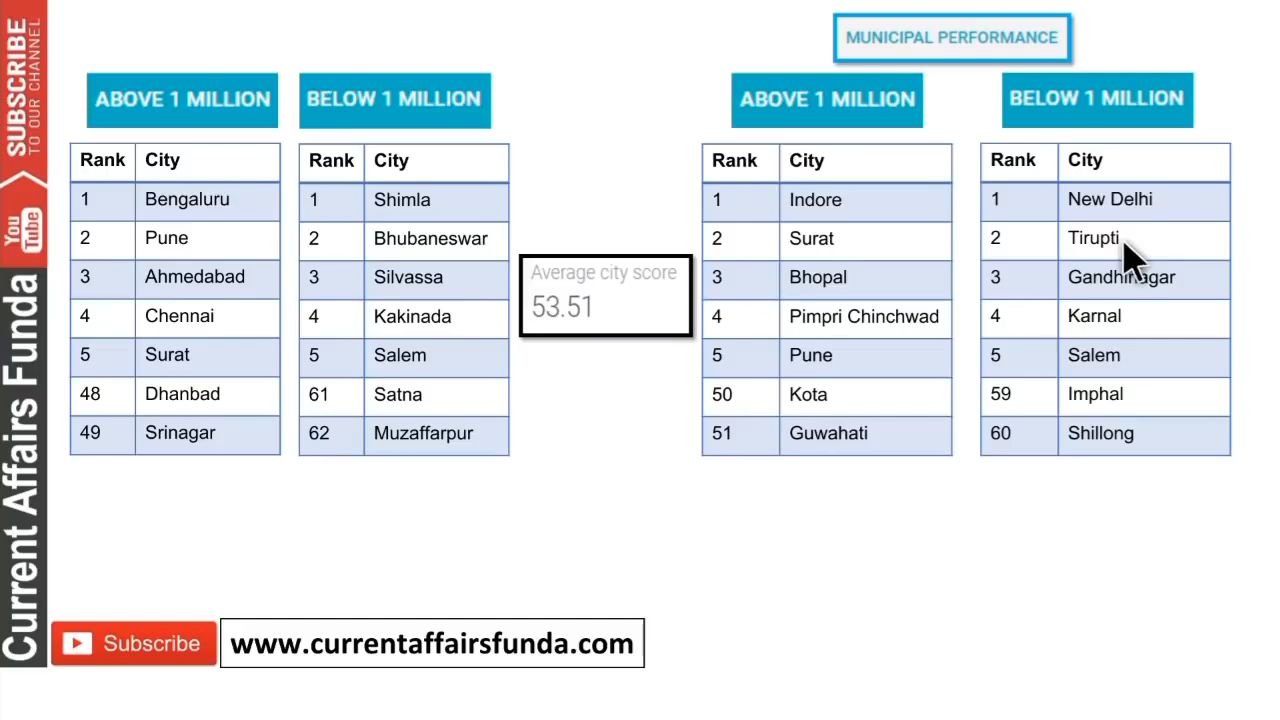 MUNICIPAL PERFORMANCE
ABOVE 1 MILLION
Rank City
1 Bengaluru
2 Pune
3 Ahmedabad
4 Chennai
5 Surat
48 Dhanbad
49 Srinagar
BELOW 1 MILLION
Rank City
1 Shimla
2 Bhubaneswar
3 Silvassa
4 Kakinada
5 Salem
61 Satna
62 Muzaffarpur
Average city score
53.51
ABOVE 1 MILLION
Rank City
1 Indore
2 Surat
3 Bhopal
4 Pimpri Chinchwad
5 Pune
50 Kota
51 Guwahati
BELOW 1 MILLION
Rank City
1 New Delhi
2 Tirupti
3 Gandhinagar
4 Karnal
5 Salem
59 Imphal
60 Shillong
SUBSCRIBE
TO OUR CHANNEL
You
Tube
Current Affairs Funda
Subscribe
www.currentaffairsfunda.com